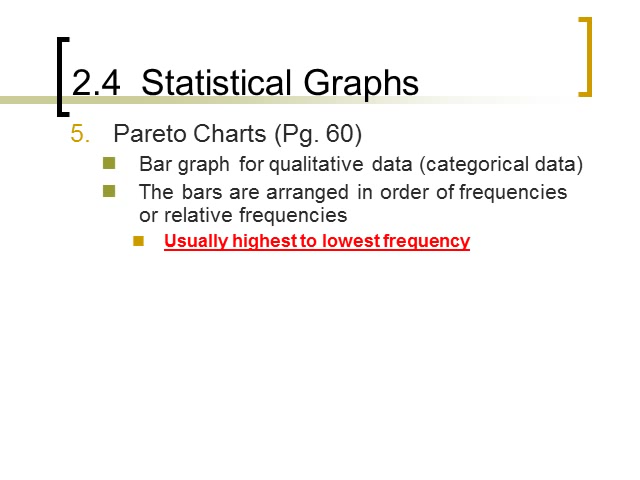 2.4 Statistical Graphs
5. Pareto Charts (Pg. 60)
Bar graph for qualitative data (categorical data)
The bars are arranged in order of frequencies
or relative frequencies
Usually highest to lowest frequency